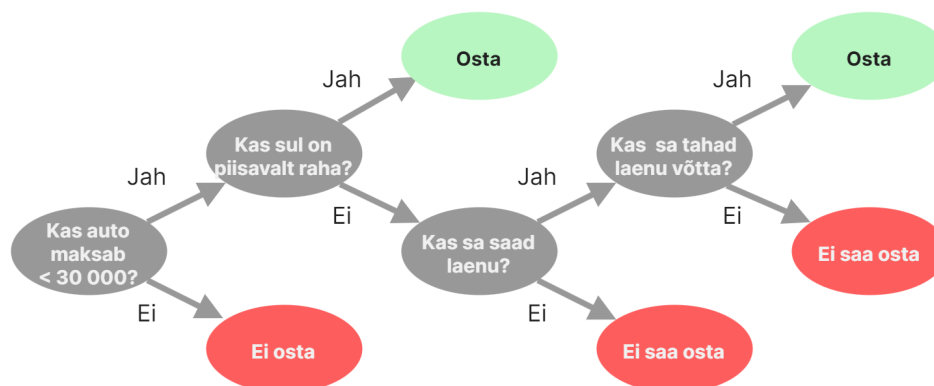 Osta
Osta
Jah
Jah
Kas sul on
piisavalt raha?
Kas sa tahad
laenu võtta?
Jah
Jah
Ei
Ei
Kas auto
maksab
< 30 000?
Kas sa saad
laenu?
Ei saa osta
Ei
Ei
Ei osta
Ei saa osta